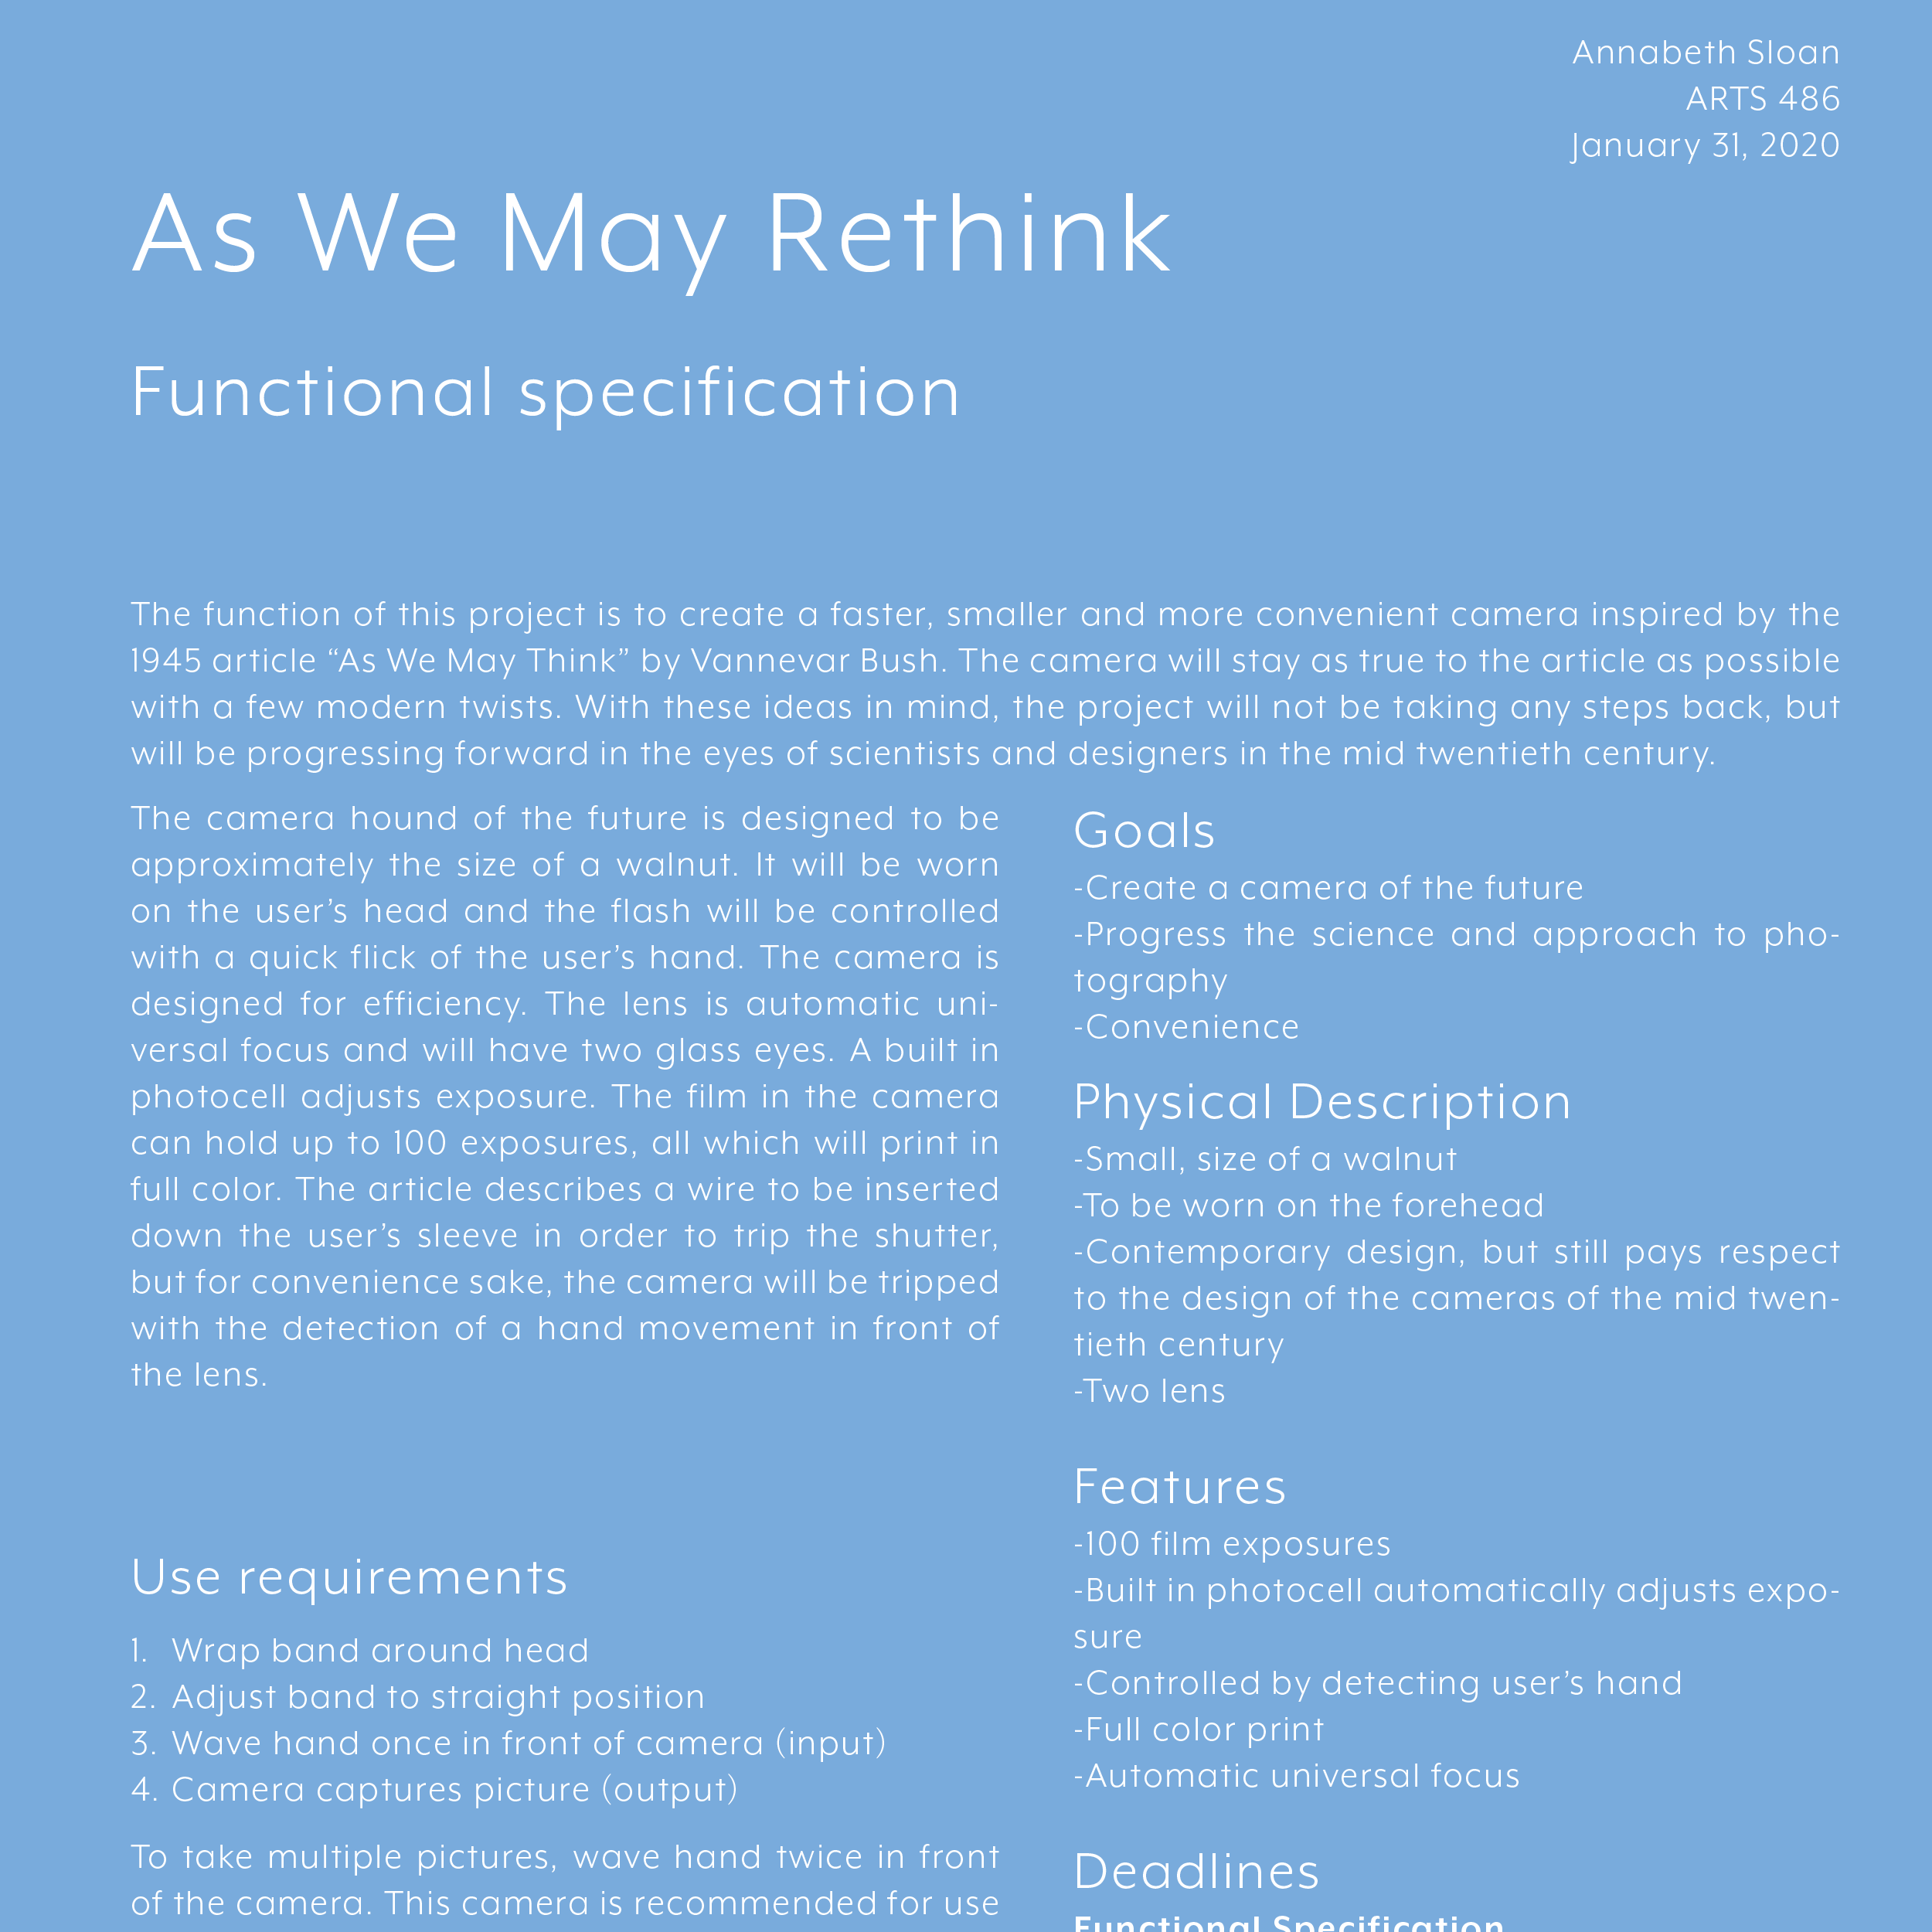 Annabeth Sloan
ARTS 486
January 31, 2020
As We May Rethink
Functional specification
The function of this project is to create a faster, smaller and more convenient camera inspired by the
1945 article “As We May Think” by Vannevar Bush. The camera will stay as true to the article as possible
with a few modern twists. With these ideas in mind, the project will not be taking any steps back, but
will be progressing forward in the eyes of scientists and designers in the mid twentieth century.
The camera hound of the future is designed to be
approximately the size of a walnut. It will be worn
on the user’s head and the flash will be controlled
with a quick flick of the user’s hand. The camera is
designed for efficiency. The lens is automatic uni-
versal focus and will have two glass eyes. A built in
photocell adjusts exposure. The film in the camera
can hold up to 100 exposures, all which will print in
full color. The article describes a wire to be inserted
down the user’s sleeve in order to trip the shutter,
but for convenience sake, the camera will be tripped
with the detection of a hand movement in front of
the lens.
Use requirements
1. Wrap band around head
2. Adjust band to straight position
3. Wave hand once in front of camera (input)
4. Camera captures picture (output)
To take multiple pictures, wave hand twice in front
of the camera. This camera is recommended for use
Goals
-Create a camera of the future
-Progress the science and approach to pho-
tography
-Convenience
Physical Description
-Small, size of a walnut
-To be worn on the forehead
-Contemporary design, but still pays respect
to the design of the cameras of the mid twen-
tieth century
-Two lens
Features
-100 film exposures
-Built in photocell automatically adjusts expo-
sure
-Controlled by detecting user’s hand
-Full color print
-Automatic universal focus
Deadlines
Functional Specification